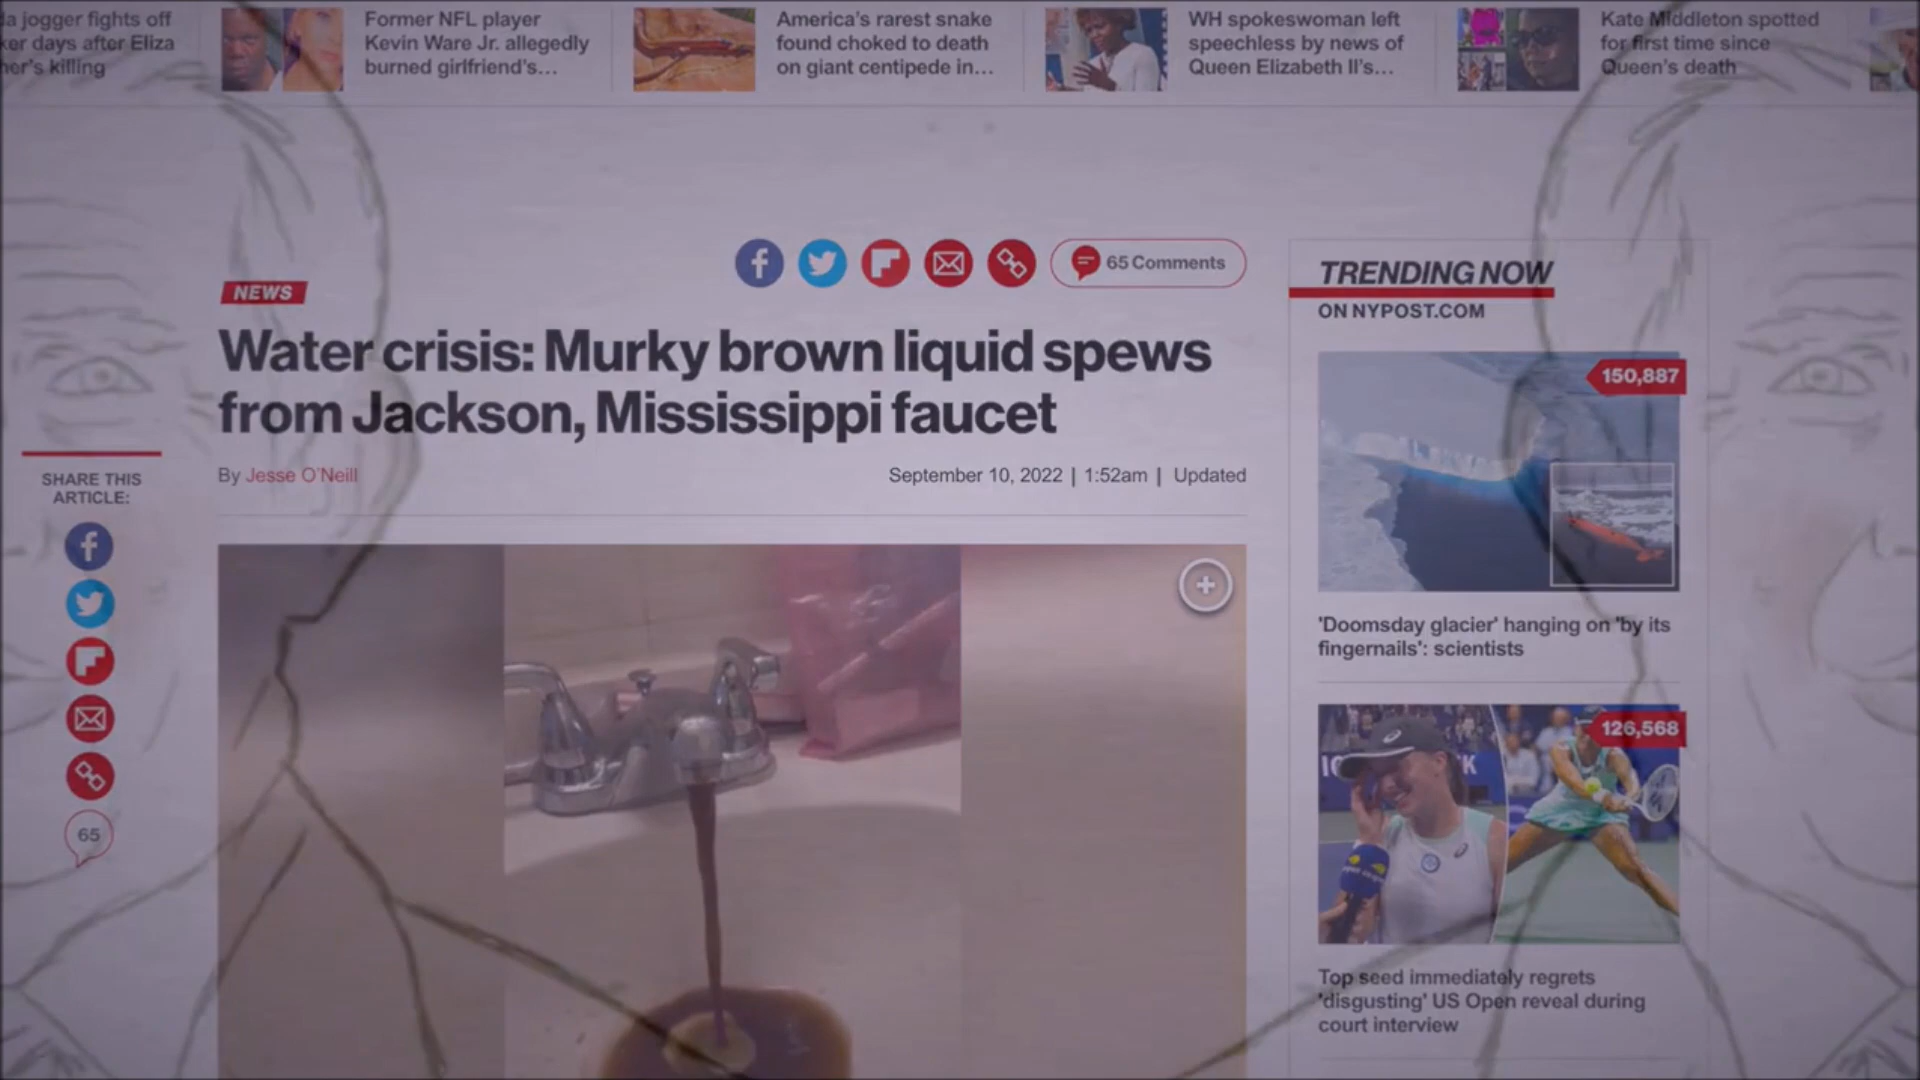 a jogger fights off
ker days after Eliza
her's killing
Former NFL player
Kevin Ware Jr. allegedly
burned girlfriend's...
America's rarest snake
found choked to death
on giant centipede in...
WH spokeswoman left
speechless by news of
Queen Elizabeth II's...
Kate Middleton spotted
for first time since
Queen's death
65 Comments
NEWS
Water crisis: Murky brown liquid spews
from Jackson, Mississippi faucet
By Jesse O'Neill
September 10, 2022 | 1:52am | Updated
SHARE THIS
ARTICLE:
65
TRENDING NOW
ON NYPOST.COM
150,887
'Doomsday glacier' hanging on 'by its
fingernails': scientists
126,568
Top seed immediately regrets
'disgusting' US Open reveal during
court interview